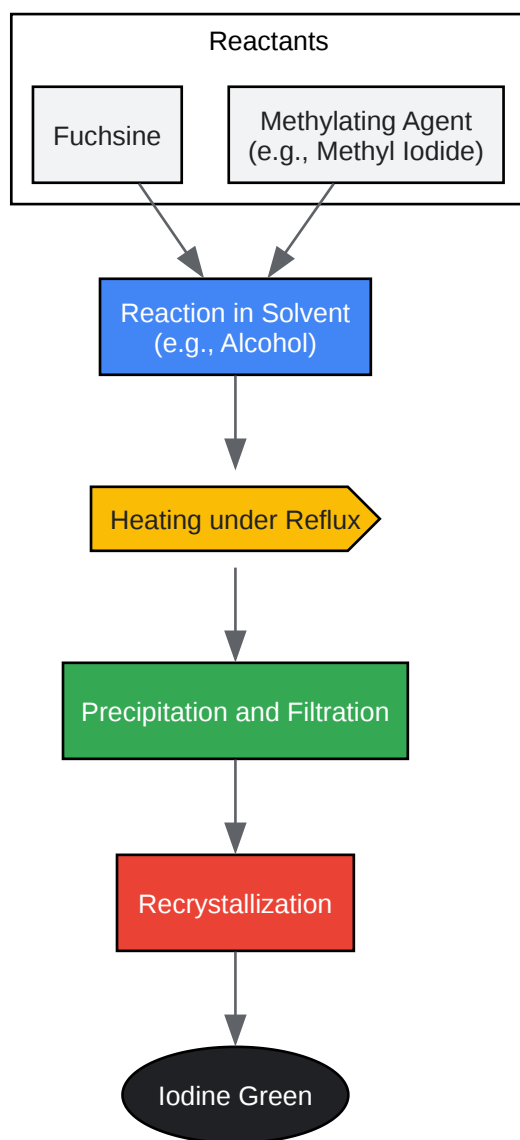 Reactants
Fuchsine
Methylating Agent
(e.g., Methyl Iodide)
Reaction in Solvent
(e.g., Alcohol)
Heating under Reflux
Precipitation and Filtration
Recrystallization
Iodine Green